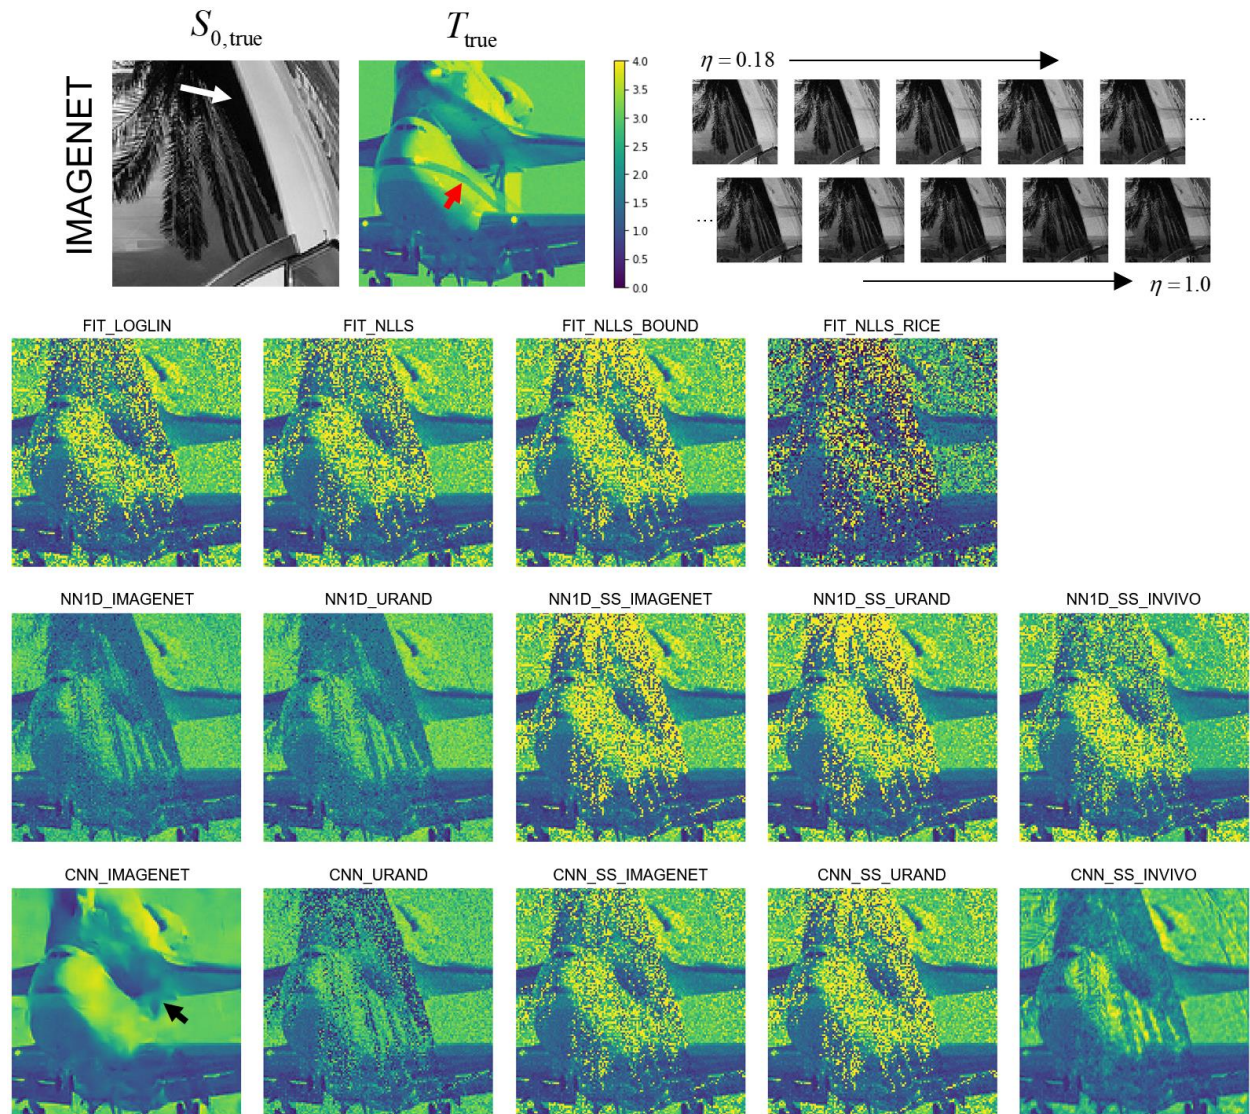 S0,true
Ttrue
IMAGENET
4.0
3.5
3.0
2.5
2.0
1.5
1.0
0.5
0.0
η = 0.18
...
...
η = 1.0
FIT_LOGLIN FIT_NLLS FIT_NLLS_BOUND FIT_NLLS_RICE
NN1D_IMAGENET NN1D_URAND NN1D_SS_IMAGENET NN1D_SS_URAND NN1D_SS_INVIVO
CNN_IMAGENET CNN_URAND CNN_SS_IMAGENET CNN_SS_URAND CNN_SS_INVIVO